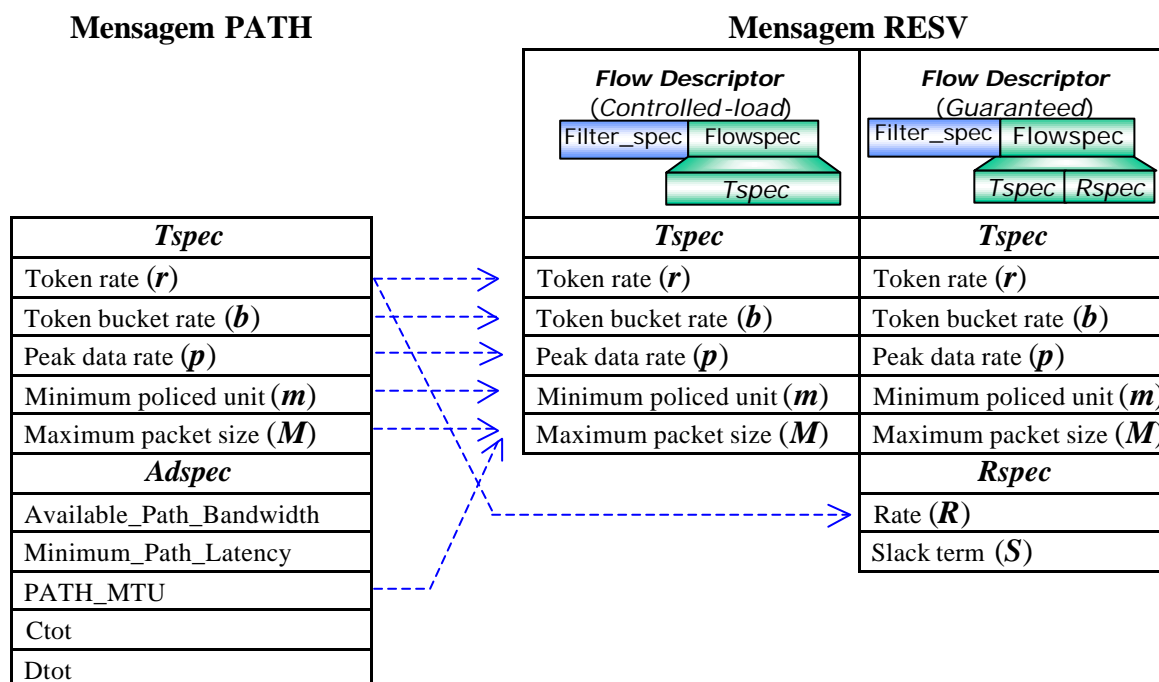 Mensagem PATH
Mensagem RESV
Flow Descriptor
(Controlled-load)
Filter_spec Flowspec
Tspec
Flow Descriptor
(Guaranteed)
Filter_spec Flowspec
Tspec Rspec
Tspec
Token rate (r)
Token bucket rate (b)
Peak data rate (p)
Minimum policed unit (m)
Maximum packet size (M)
Adspec
Available_Path_Bandwidth
Minimum_Path_Latency
PATH_MTU
Ctot
Dtot
Tspec
Token rate (r)
Token bucket rate (b)
Peak data rate (p)
Minimum policed unit (m)
Maximum packet size (M)
Tspec
Token rate (r)
Token bucket rate (b)
Peak data rate (p)
Minimum policed unit (m)
Maximum packet size (M)
Rspec
Rate (R)
Slack term (S)